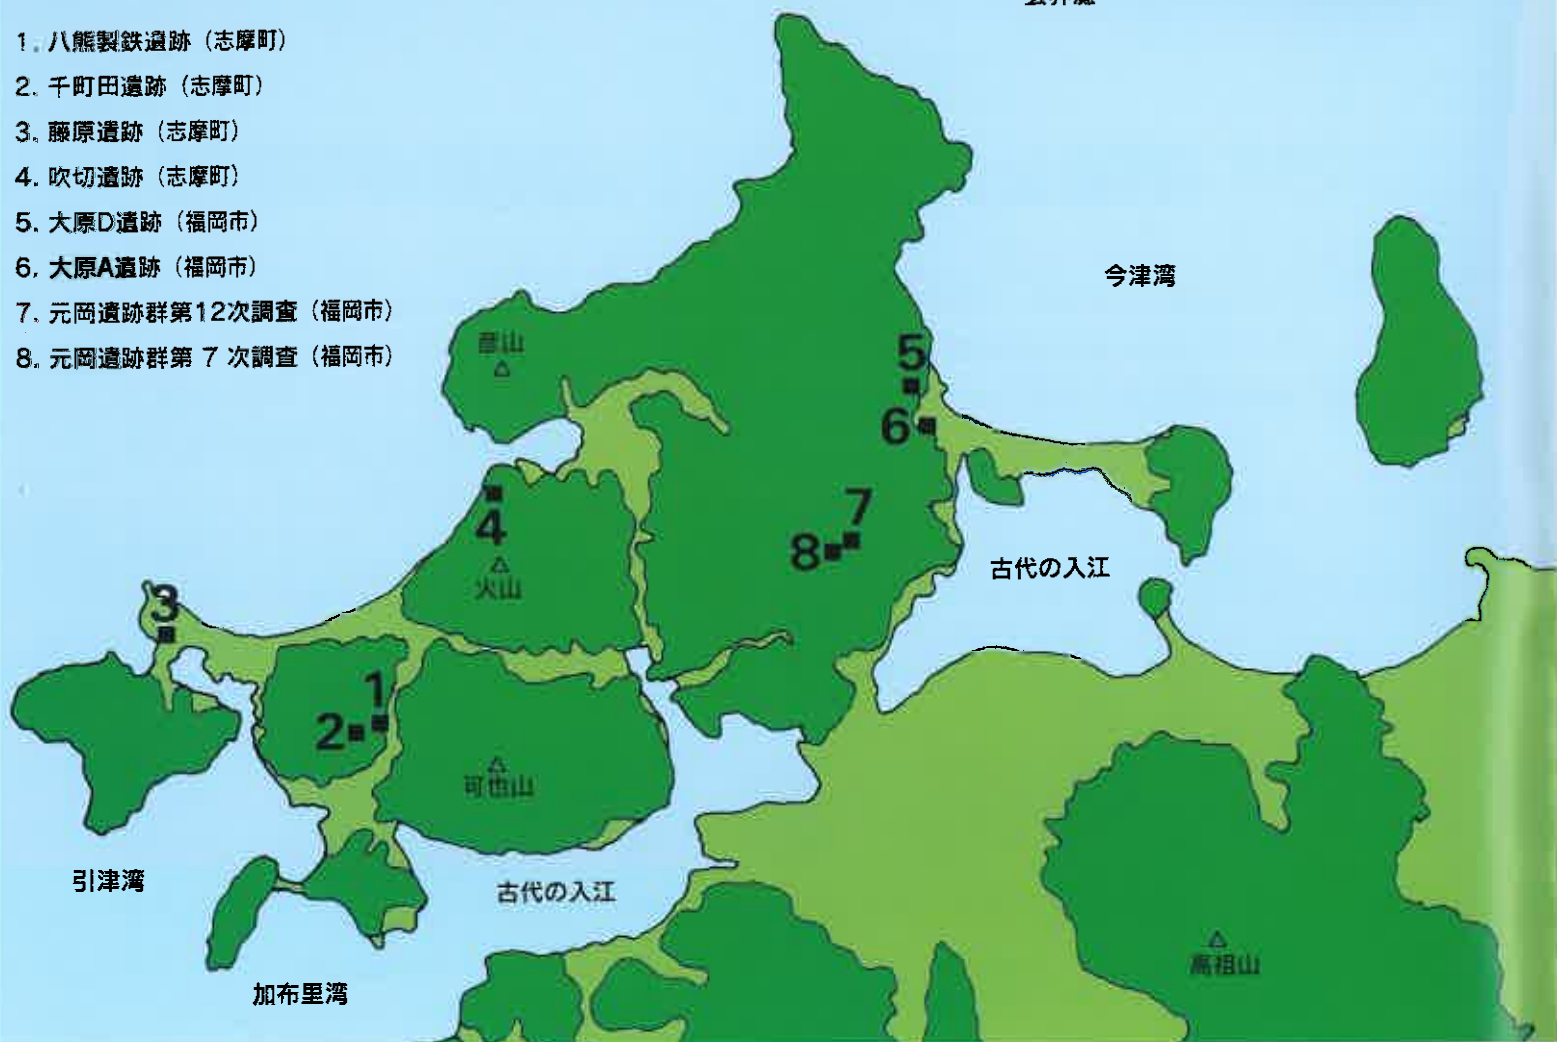 1. 八熊製鉄遺跡（志摩町）
2. 千町田遺跡（志摩町）
3. 藤原遺跡（志摩町）
4. 吹切遺跡（志摩町）
5. 大原D遺跡（福岡市）
6. 大原A遺跡（福岡市）
7. 元岡遺跡群第12次調査（福岡市）
8. 元岡遺跡群第 7 次調査（福岡市）
今津湾
彦山
5
6
4
7
8
古代の入江
火山
3
1
2
可也山
引津湾
古代の入江
高祖山
加布里湾